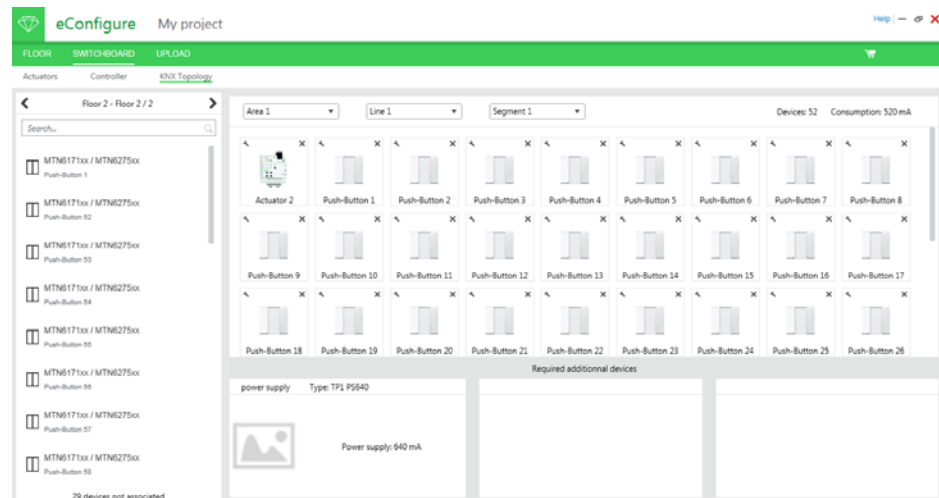 eConfigure My project Help
FLOOR SWITCHBOARD UPLOAD
Actuators Controller KNX Topology
Floor 2 - Floor 2 / 2
Search...
MTN6171xx / MTN6275xx
Push-Button 1
MTN6171xx / MTN6275xx
Push-Button 52
MTN6171xx / MTN6275xx
Push-Button 53
MTN6171xx / MTN6275xx
Push-Button 54
MTN6171xx / MTN6275xx
Push-Button 55
MTN6171xx / MTN6275xx
Push-Button 56
MTN6171xx / MTN6275xx
Push-Button 57
MTN6171xx / MTN6275xx
Push-Button 58
29 devices not associated
Area 1 Line 1 Segment 1 Devices: 52 Consumption: 520 mA
Actuator 2 Push-Button 1 Push-Button 2 Push-Button 3 Push-Button 4 Push-Button 5 Push-Button 6 Push-Button 7 Push-Button 8
Push-Button 9 Push-Button 10 Push-Button 11 Push-Button 12 Push-Button 13 Push-Button 14 Push-Button 15 Push-Button 16 Push-Button 17
Push-Button 18 Push-Button 19 Push-Button 20 Push-Button 21 Push-Button 22 Push-Button 23 Push-Button 24 Push-Button 25 Push-Button 26
Required additionnal devices
power supply Type: TP1 PS640
Power supply: 640 mA